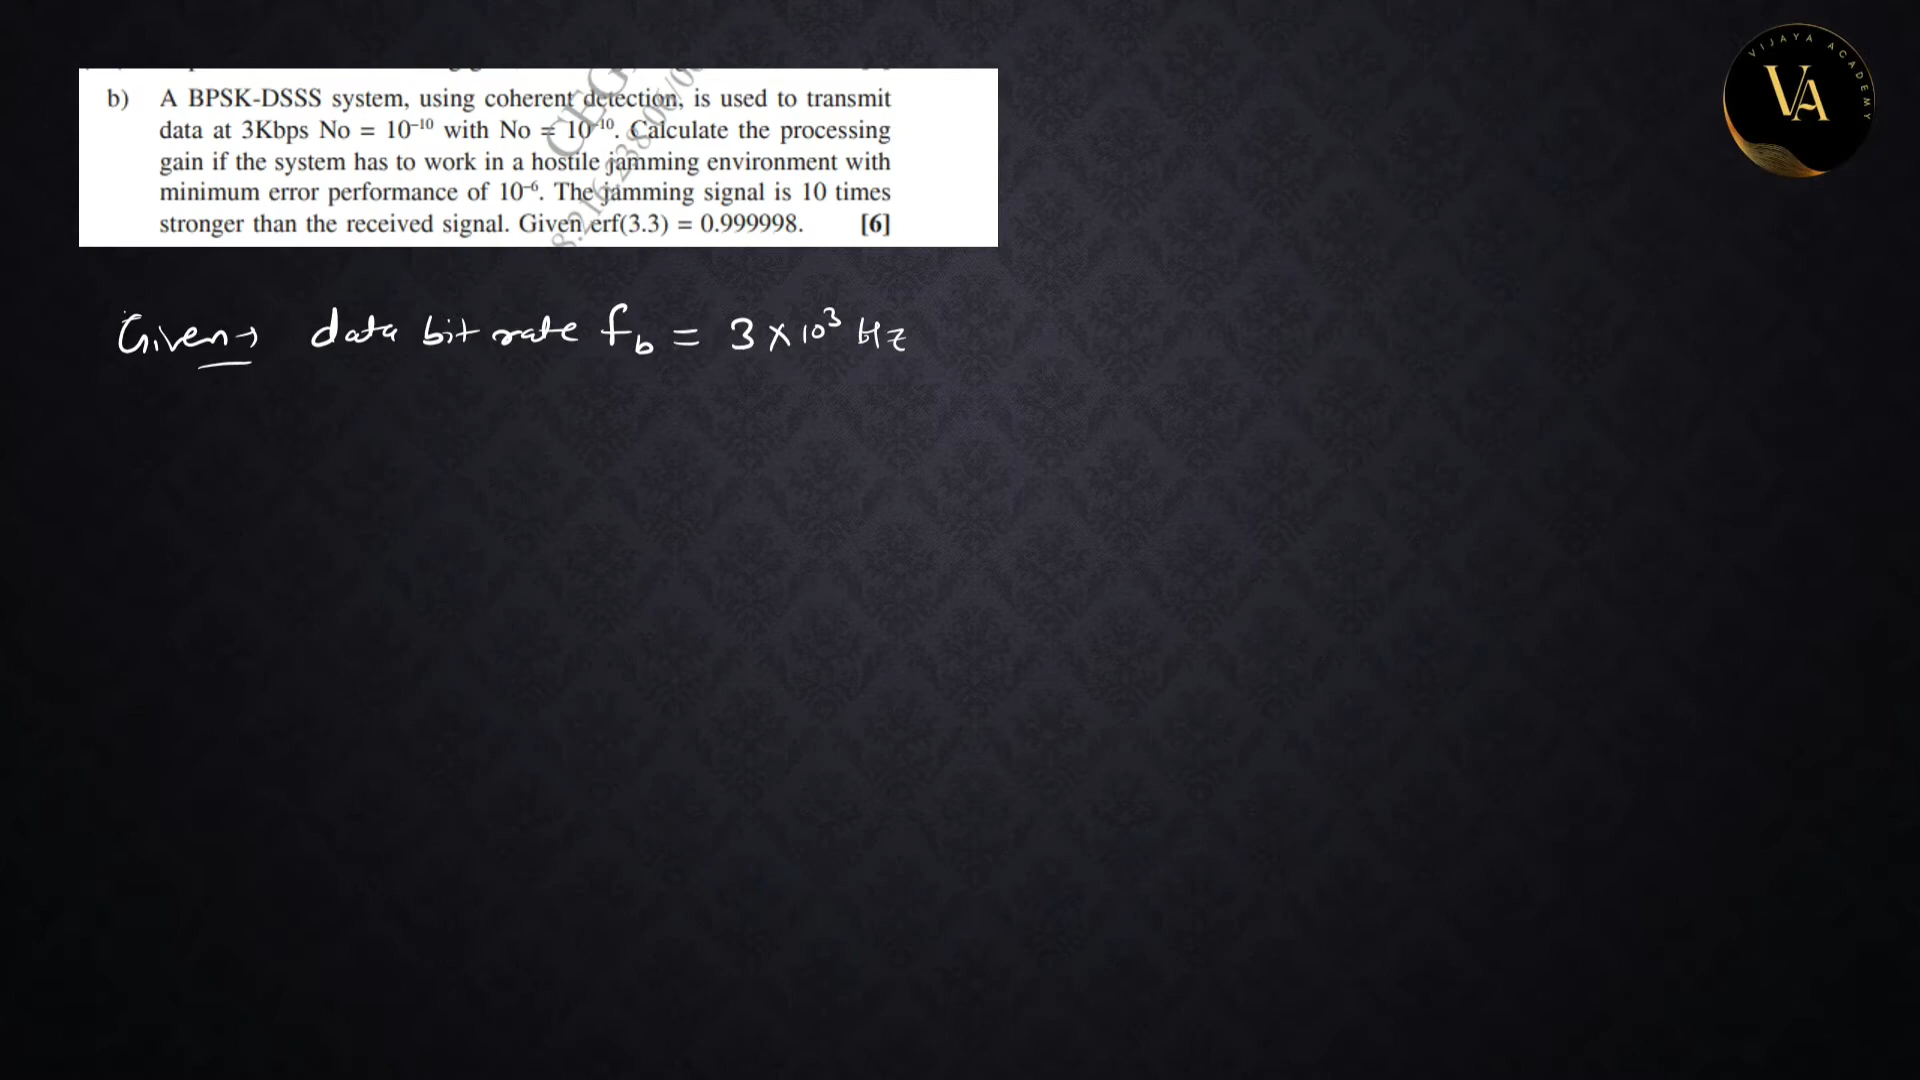 b) A BPSK-DSSS system, using coherent detection, is used to transmit
data at 3Kbps No = 10⁻¹⁰ with No = 10⁻¹⁰. Calculate the processing
gain if the system has to work in a hostile jamming environment with
minimum error performance of 10⁻⁶. The jamming signal is 10 times
stronger than the received signal. Given erf(3.3) = 0.999998. [6]
Given→ data bit rate f_b = 3 × 10³ Hz
VIJAYA ACADEMY
VA